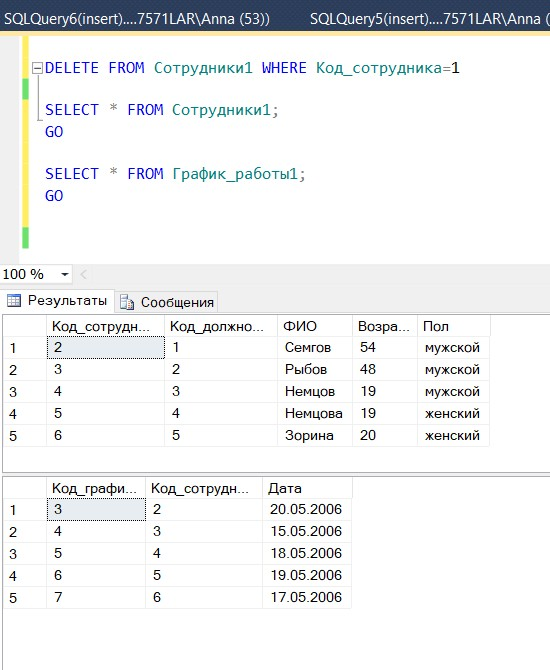 SQLQuery6(insert)....7571LAR\Anna (53)) SQLQuery5(insert)....7571LAR\Anna (
DELETE FROM Сотрудники1 WHERE Код_сотрудника=1
SELECT * FROM Сотрудники1;
GO
SELECT * FROM График_работы1;
GO
100 %
Результаты Сообщения
Код_сотрудн... Код_должно... ФИО Возра... Пол
1 2 1 Семгов 54 мужской
2 3 2 Рыбов 48 мужской
3 4 3 Немцов 19 мужской
4 5 4 Немцова 19 женский
5 6 5 Зорина 20 женский
Код_графи... Код_сотрудн... Дата
1 3 2 20.05.2006
2 4 3 15.05.2006
3 5 4 18.05.2006
4 6 5 19.05.2006
5 7 6 17.05.2006